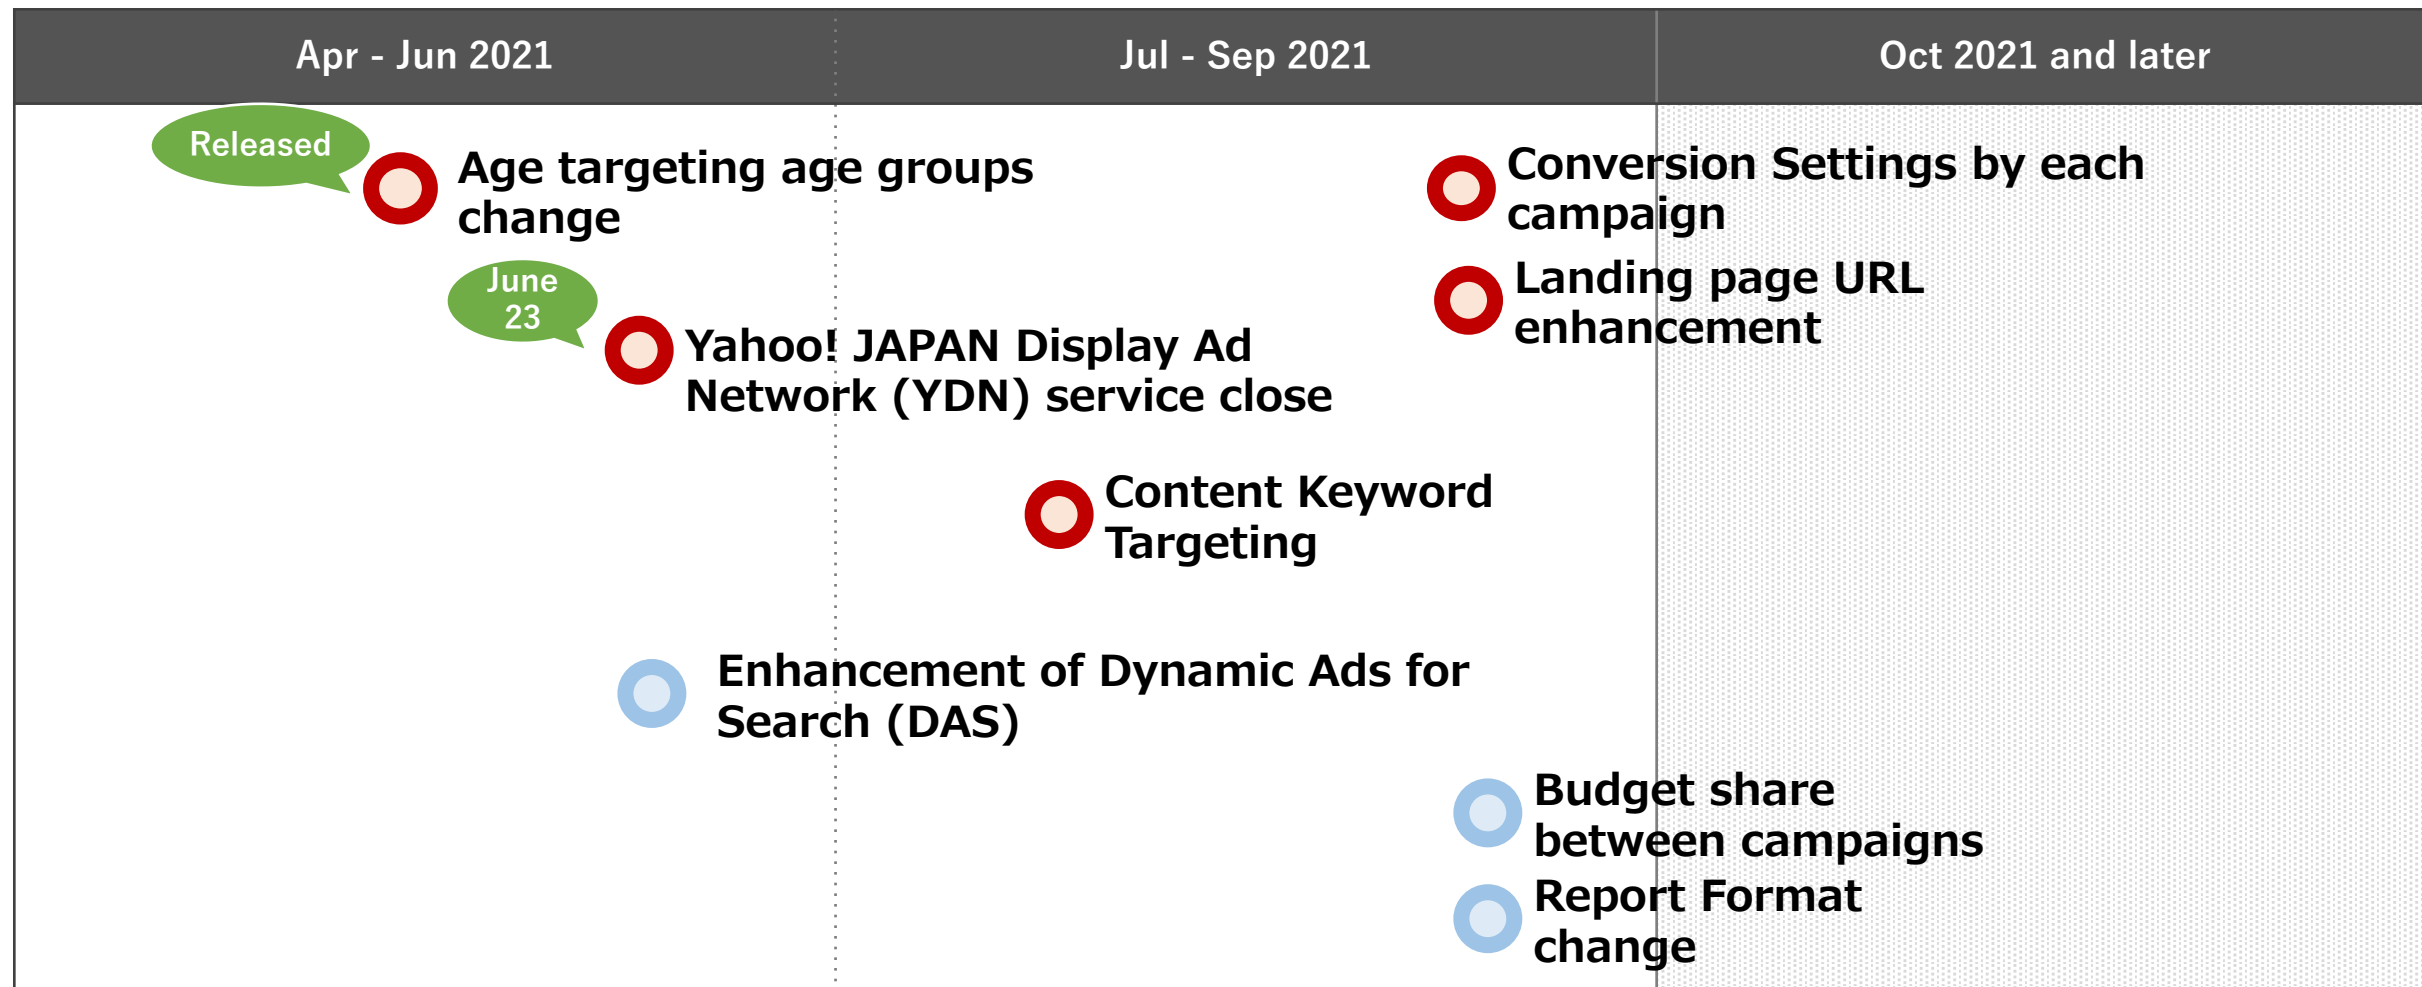 Apr - Jun 2021
Jul - Sep 2021
Oct 2021 and later
Released
Age targeting age groups
change
June
23
Yahoo! JAPAN Display Ad
Network (YDN) service close
Conversion Settings by each
campaign
Landing page URL
enhancement
Content Keyword
Targeting
Enhancement of Dynamic Ads for
Search (DAS)
Budget share
between campaigns
Report Format
change